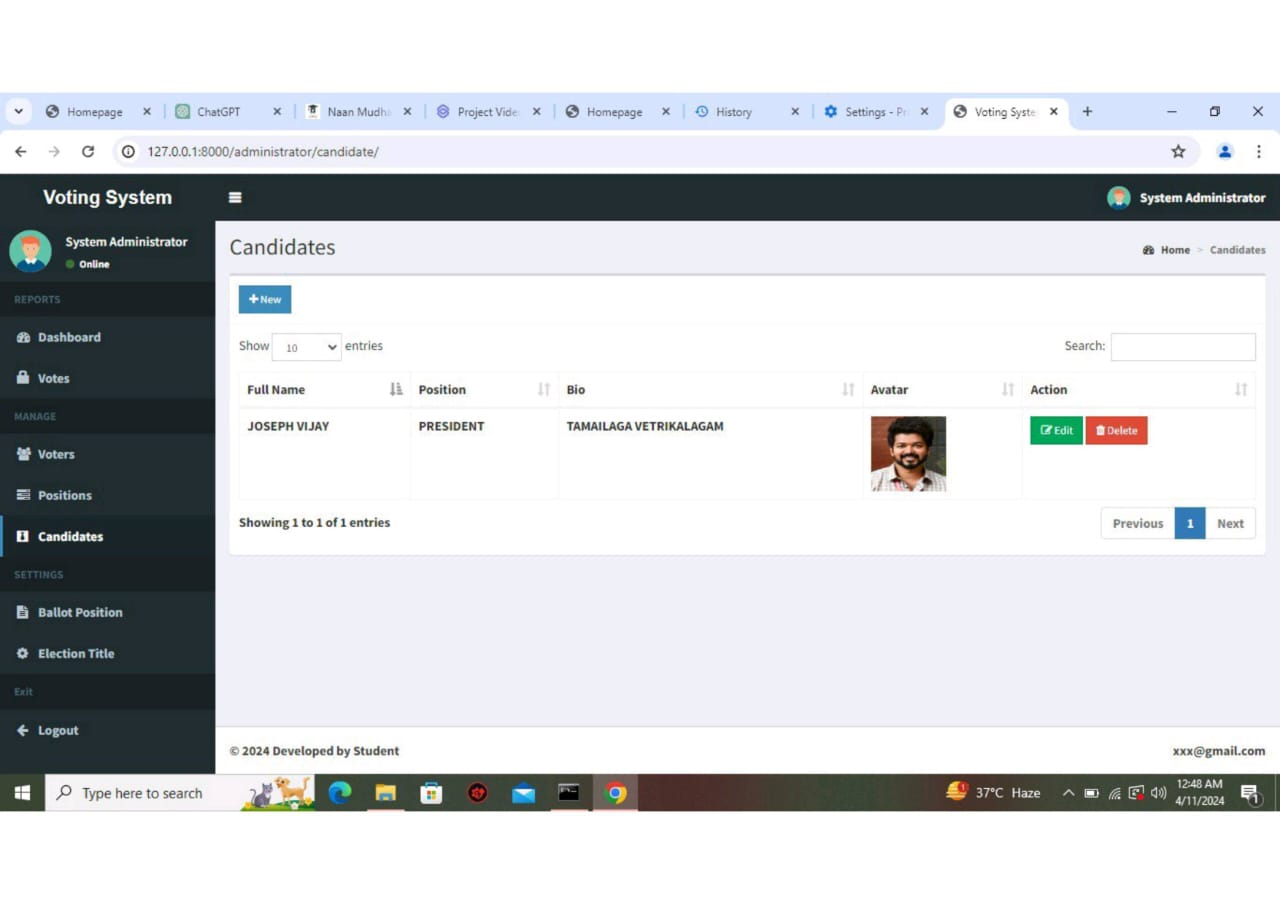 Homepage ChatGPT Naan Mudh Project Vide Homepage History Settings - Pr Voting Syste
127.0.0.1:8000/administrator/candidate/
Voting System
System Administrator
System Administrator
Online
REPORTS
Dashboard
Votes
MANAGE
Voters
Positions
Candidates
SETTINGS
Ballot Position
Election Title
Exit
Logout
Candidates
Home > Candidates
+New
Show 10 entries
Search:
Full Name Position Bio Avatar Action
JOSEPH VIJAY PRESIDENT TAMAILAGA VETRIKALAGAM Edit Delete
Showing 1 to 1 of 1 entries
Previous 1 Next
© 2024 Developed by Student
xxx@gmail.com
Type here to search
37°C Haze
12:48 AM
4/11/2024
1